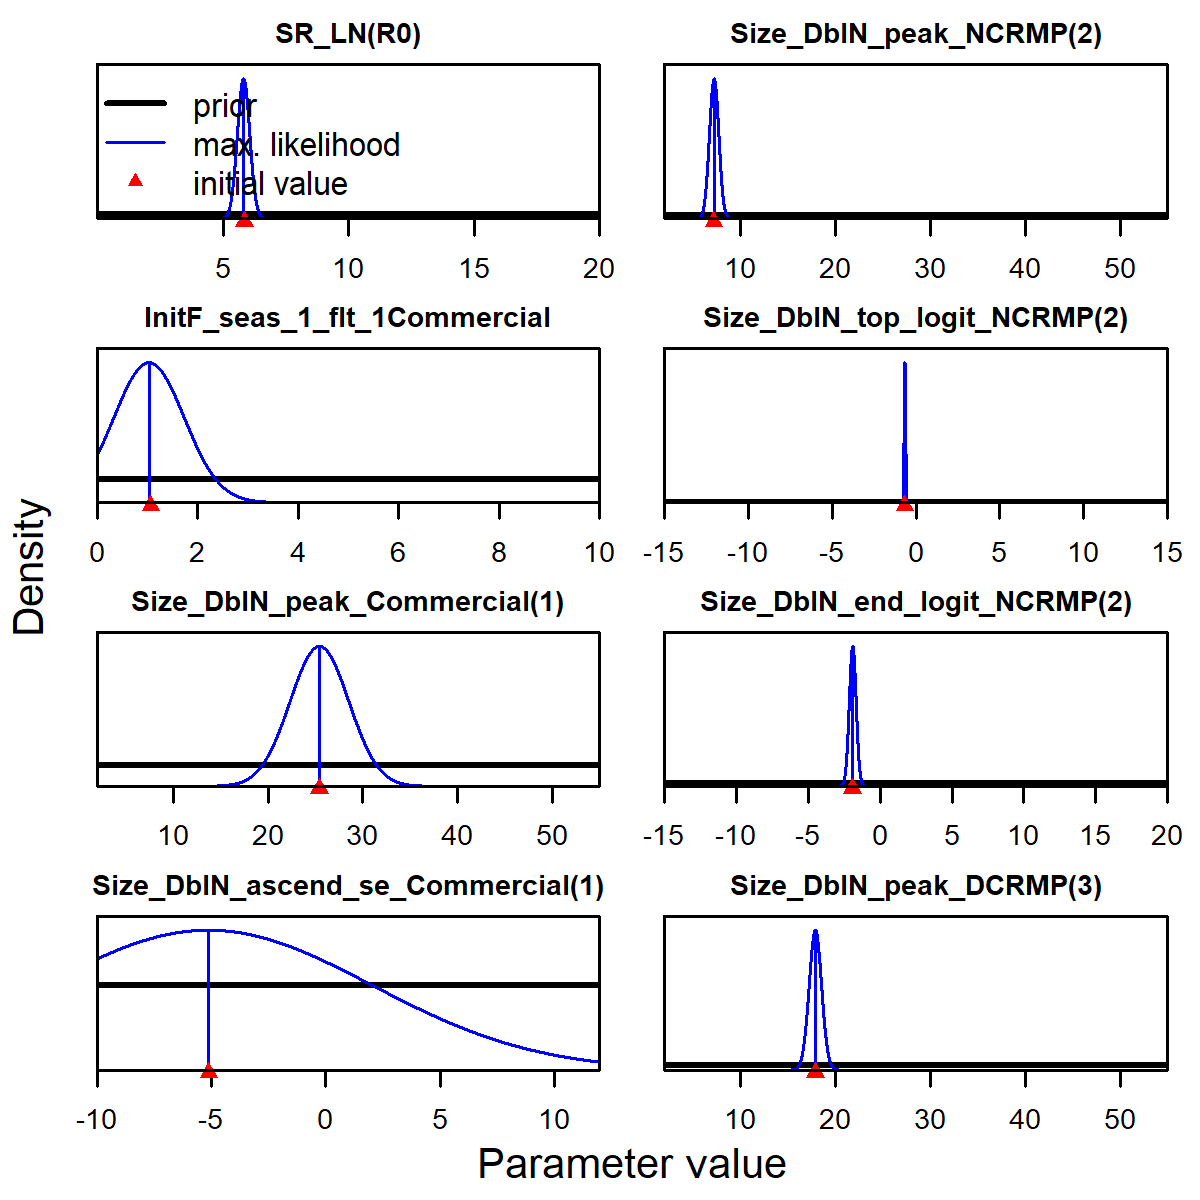 SR_LN(R0)
prior
max. likelihood
initial value
5 10 15 20
Size_DblN_peak_NCRMP(2)
10 20 30 40 50
InitF_seas_1_flt_1Commercial
0 2 4 6 8 10
Size_DblN_top_logit_NCRMP(2)
-15 -10 -5 0 5 10 15
Size_DblN_peak_Commercial(1)
10 20 30 40 50
Size_DblN_end_logit_NCRMP(2)
-15 -10 -5 0 5 10 15 20
Size_DblN_ascend_se_Commercial(1)
-10 -5 0 5 10
Size_DblN_peak_DCRMP(3)
10 20 30 40 50
Density
Parameter value